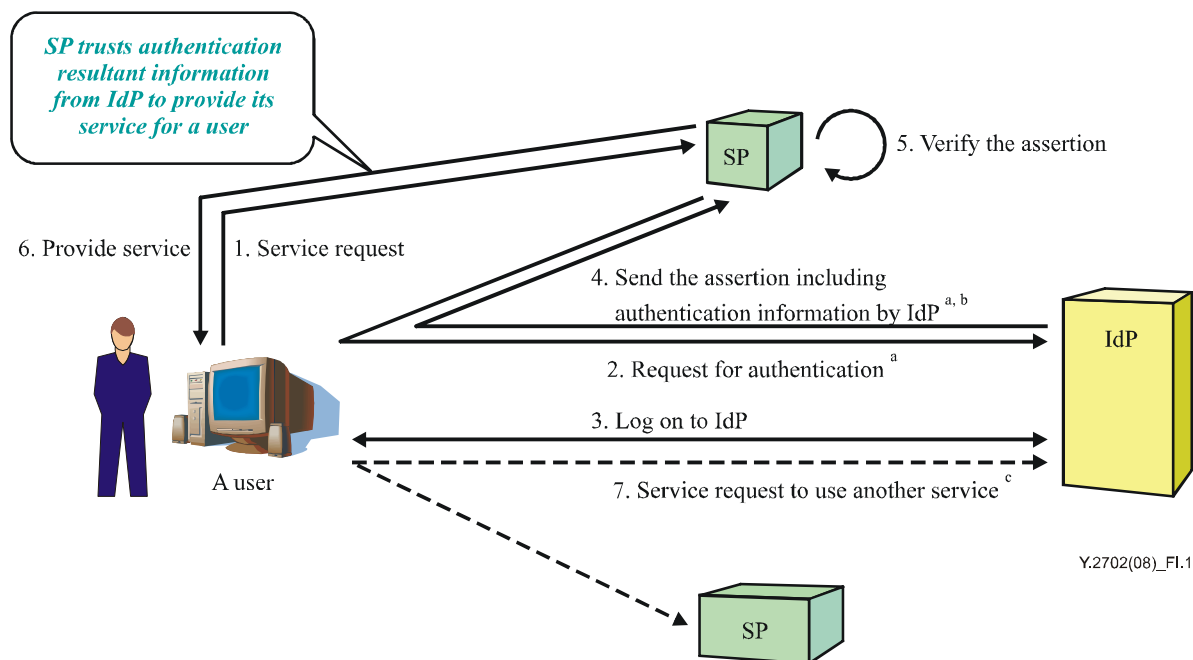 SP trusts authentication
resultant information
from IdP to provide its
service for a user
SP
5. Verify the assertion
6. Provide service
1. Service request
4. Send the assertion including
authentication information by IdP a, b
IdP
2. Request for authentication a
3. Log on to IdP
A user
7. Service request to use another service c
Y.2702(08)_FI.1
SP